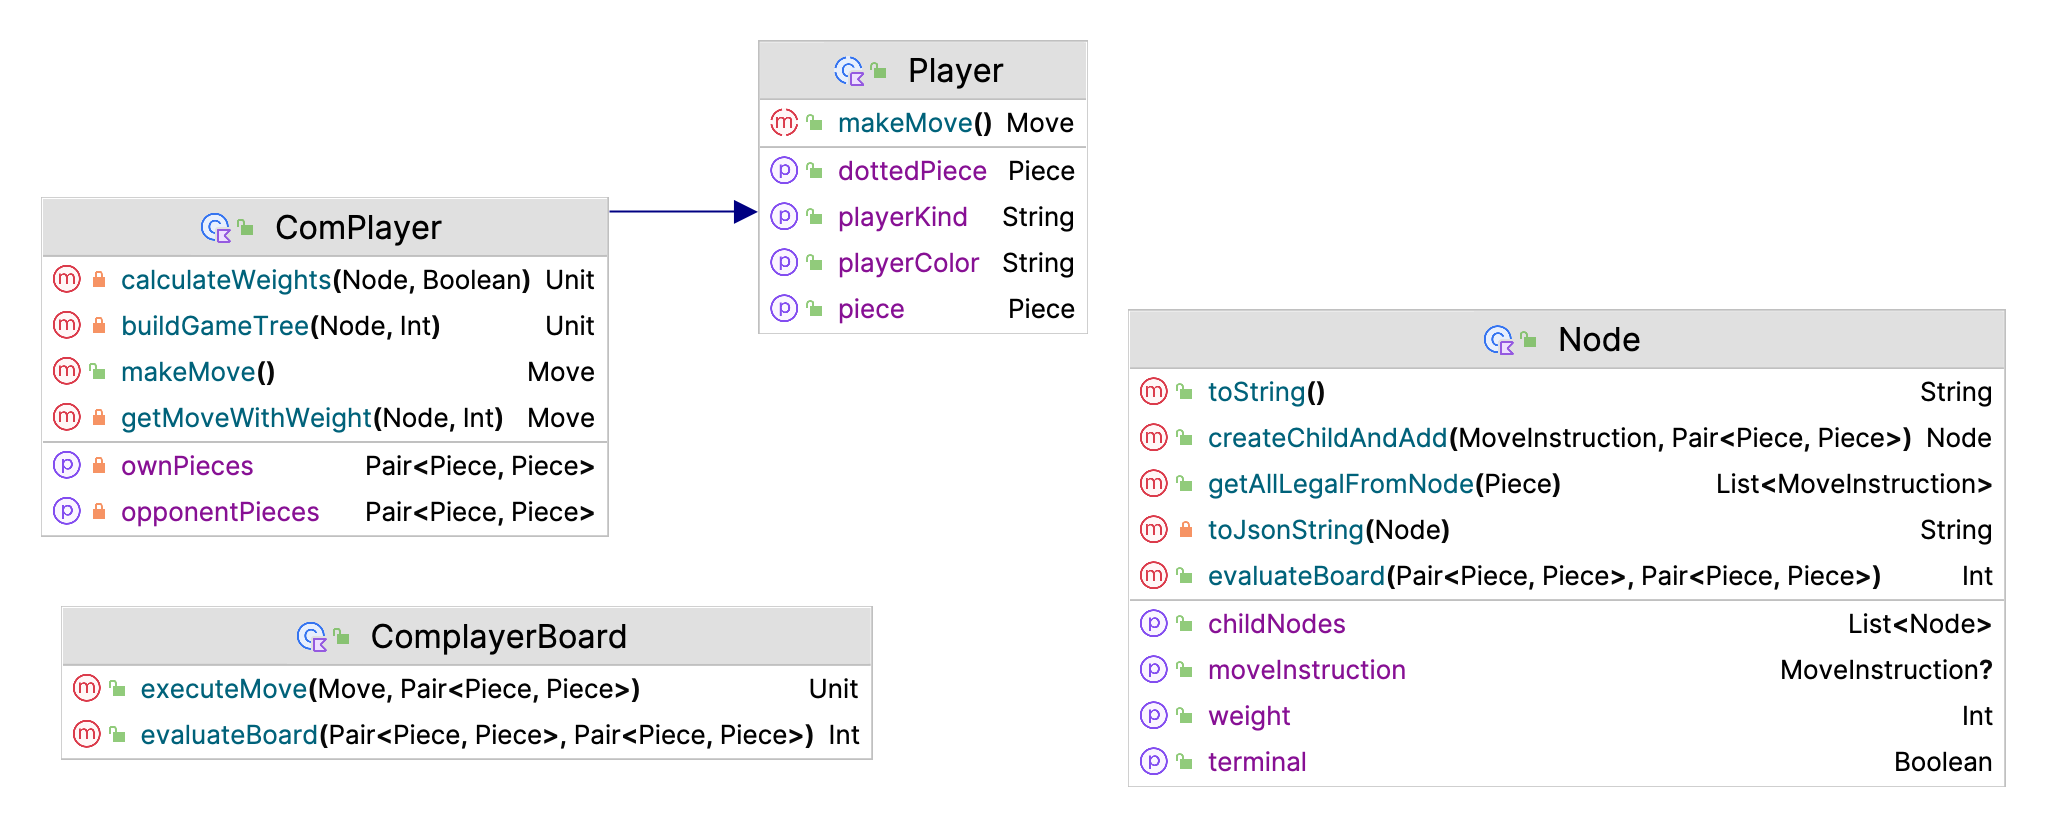 Player
makeMove() Move
dottedPiece Piece
playerKind String
playerColor String
piece Piece
ComPlayer
calculateWeights(Node, Boolean) Unit
buildGameTree(Node, Int) Unit
makeMove() Move
getMoveWithWeight(Node, Int) Move
ownPieces Pair<Piece, Piece>
opponentPieces Pair<Piece, Piece>
Node
toString() String
createChildAndAdd(MoveInstruction, Pair<Piece, Piece>) Node
getAllLegalFromNode(Piece) List<MoveInstruction>
toJsonString(Node) String
evaluateBoard(Pair<Piece, Piece>, Pair<Piece, Piece>) Int
childNodes List<Node>
moveInstruction MoveInstruction?
weight Int
terminal Boolean
ComplayerBoard
executeMove(Move, Pair<Piece, Piece>) Unit
evaluateBoard(Pair<Piece, Piece>, Pair<Piece, Piece>) Int